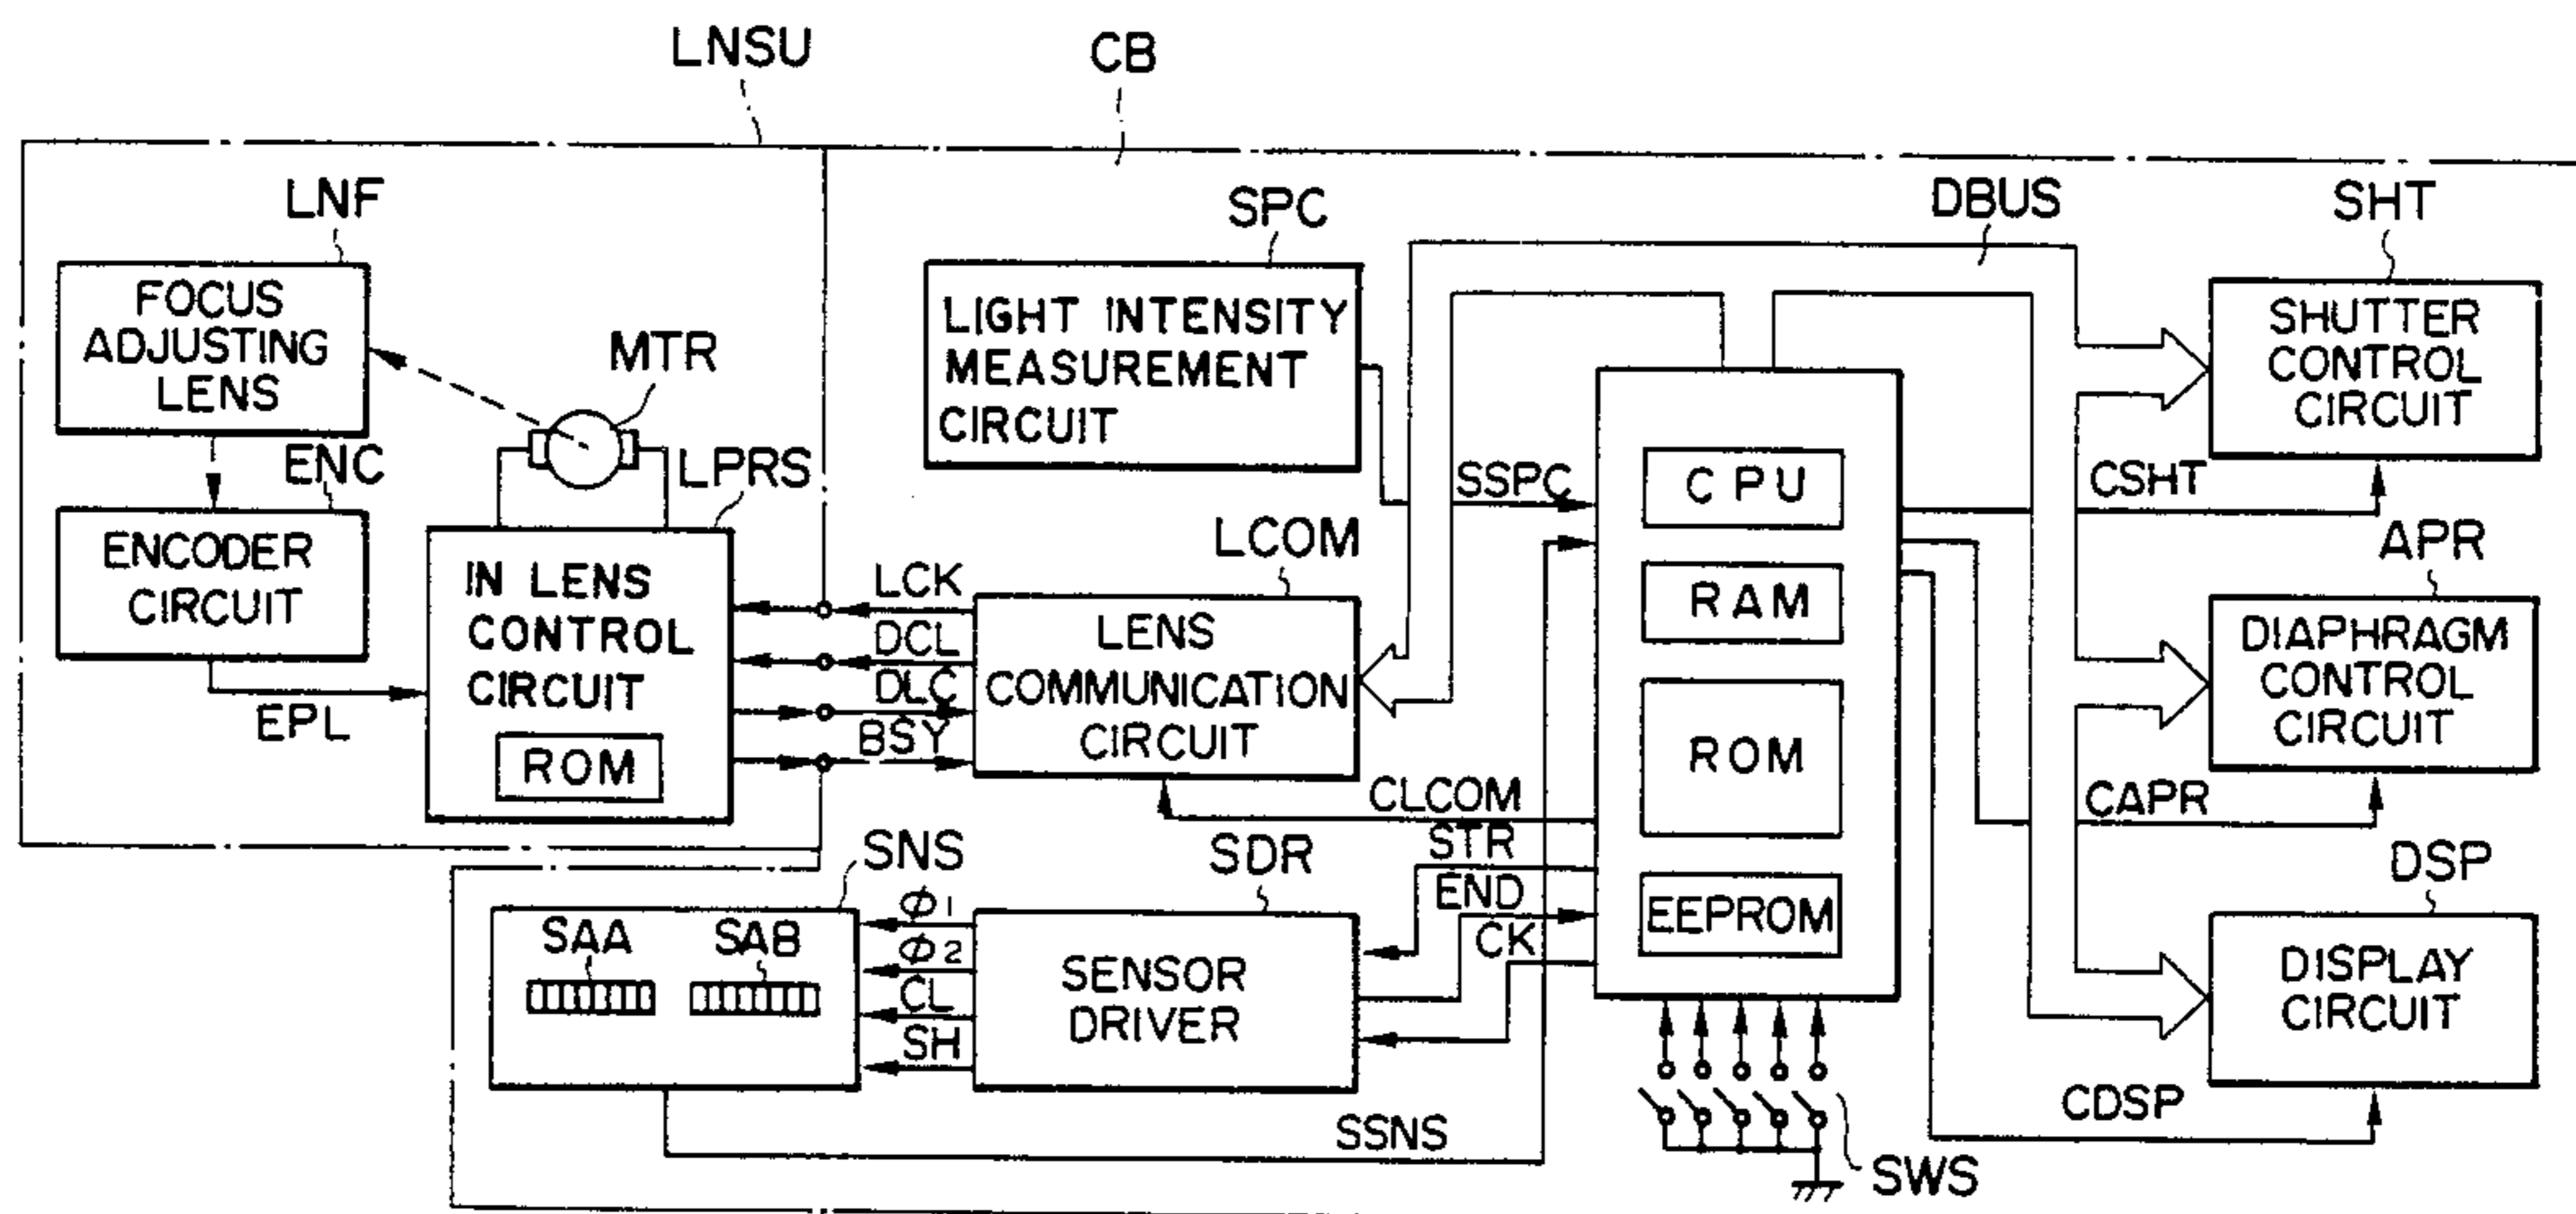 LNSU
CB
LNF
FOCUS
ADJUSTING
LENS
MTR
ENC
ENCODER
CIRCUIT
EPL
LPRS
IN LENS
CONTROL
CIRCUIT
ROM
SPC
LIGHT INTENSITY
MEASUREMENT
CIRCUIT
SSPC
LCOM
LCK
DCL
DLC
BSY
LENS
COMMUNICATION
CIRCUIT
CLCOM
SNS
SAA
SAB
ϕ1
ϕ2
CL
SH
SDR
SENSOR
DRIVER
STR
END
CK
SSNS
CPU
RAM
ROM
EEPROM
SWS
DBUS
SHT
SHUTTER
CONTROL
CIRCUIT
CSHT
APR
DIAPHRAGM
CONTROL
CIRCUIT
CAPR
DSP
DISPLAY
CIRCUIT
CDSP